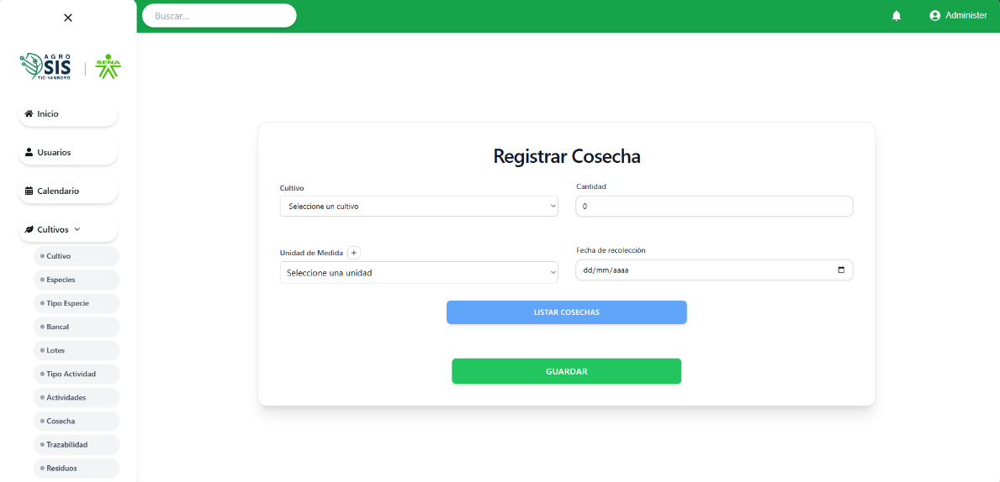 Buscar...
Administer
AGRO
SIS
TIC-YAMBORÓ
SENA
Inicio
Usuarios
Calendario
Cultivos
Cultivo
Especies
Tipo Especie
Bancal
Lotes
Tipo Actividad
Actividades
Cosecha
Trazabilidad
Residuos
Registrar Cosecha
Cultivo
Seleccione un cultivo
Cantidad
0
Unidad de Medida +
Seleccione una unidad
Fecha de recolección
dd/mm/aaaa
LISTAR COSECHAS
GUARDAR